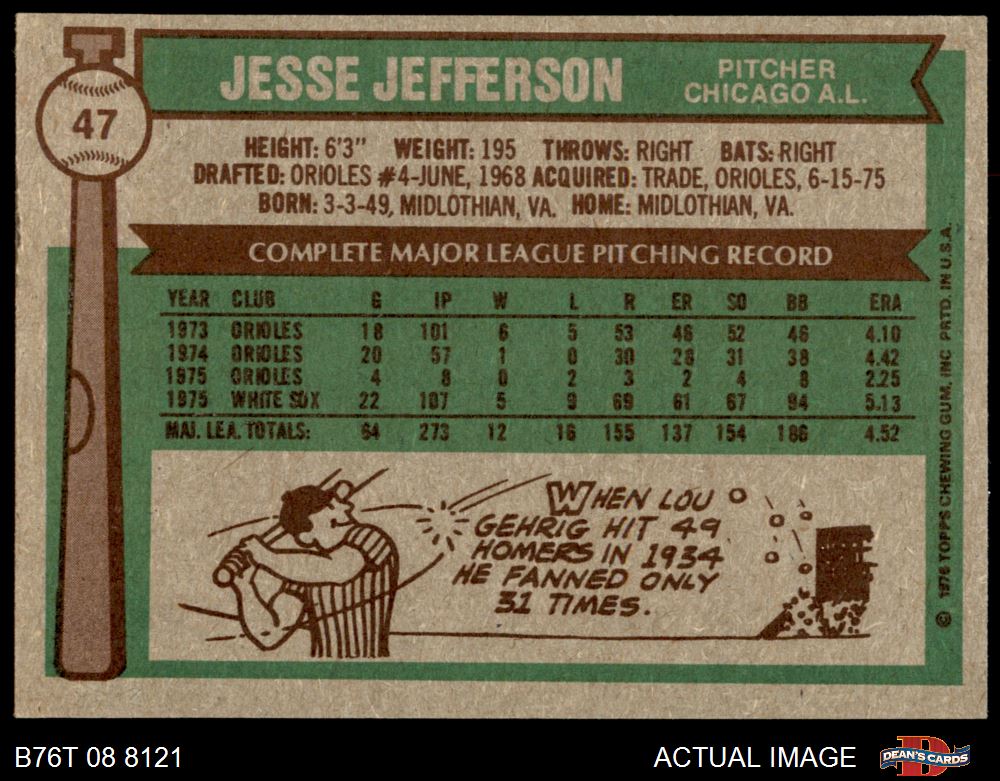 47
JESSE JEFFERSON
PITCHER
CHICAGO A.L.
HEIGHT: 6'3" WEIGHT: 195 THROWS: RIGHT BATS: RIGHT
DRAFTED: ORIOLES #4-JUNE, 1968 ACQUIRED: TRADE, ORIOLES, 6-15-75
BORN: 3-3-49, MIDLOTHIAN, VA. HOME: MIDLOTHIAN, VA.
COMPLETE MAJOR LEAGUE PITCHING RECORD
YEAR CLUB G IP W L R ER SO BB ERA
1973 ORIOLES 18 101 6 5 53 46 52 46 4.10
1974 ORIOLES 20 57 1 0 30 28 31 38 4.42
1975 ORIOLES 4 8 0 2 3 2 4 8 2.25
1975 WHITE SOX 22 107 5 9 69 61 67 94 5.13
MAJ. LEA. TOTALS: 64 273 12 16 155 137 154 186 4.52
WHEN LOU
GEHRIG HIT 49
HOMERS IN 1934
HE FANNED ONLY
31 TIMES.
© 1976 TOPPS CHEWING GUM, INC PRTD. IN U.S.A.
B76T 08 8121
ACTUAL IMAGE
DEAN'S CARDS